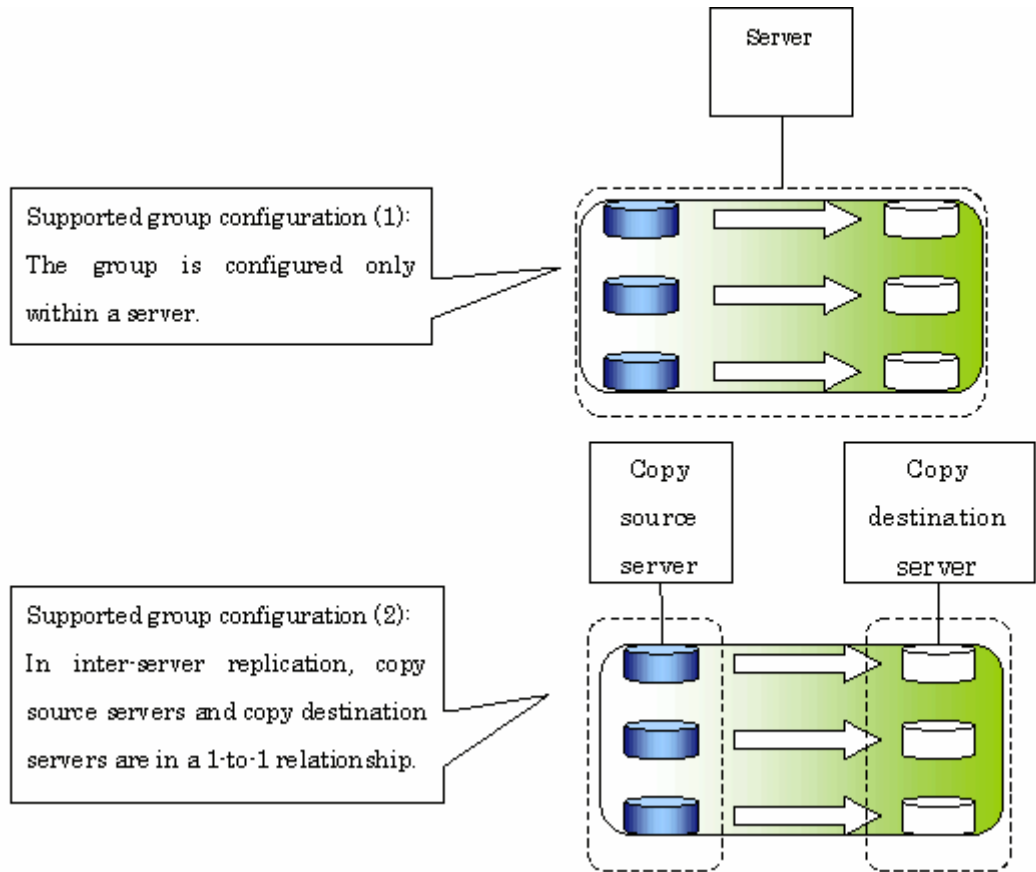 Server
Supported group configuration (1):
The group is configured only
within a server.
Copy
source
server
Copy
destination
server
Supported group configuration (2):
In inter-server replication, copy
source servers and copy destination
servers are in a 1-to-1 relationship.